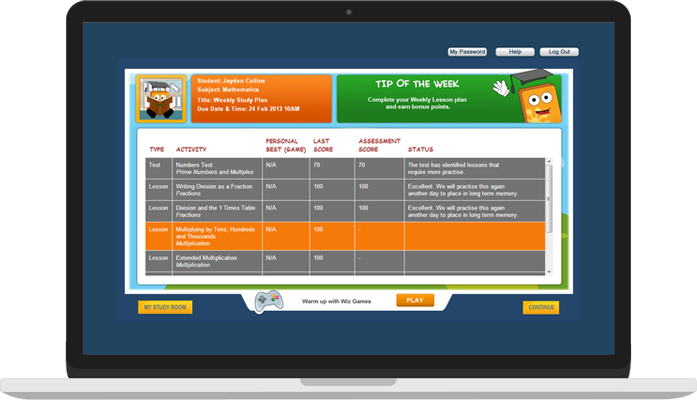 My Password Help Log Out
Student: Jayden Collins
Subject: Mathematics
Title: Weekly Study Plan
Due Date & Time: 24 Feb 2013 10AM
TIP OF THE WEEK
Complete your Weekly Lesson plan
and earn bonus points.
TYPE ACTIVITY PERSONAL BEST (GAME) LAST SCORE ASSESSMENT SCORE STATUS
Test Numbers Test N/A 70 70 The test has identified lessons that
Prime Numbers and Multiples require more practise.
Lesson Writing Division as a Fraction N/A 100 100 Excellent. We will practise this again
Fractions another day to place in long term memory.
Lesson Division and the 1 Times Table N/A 100 100 Excellent. We will practise this again
Fractions another day to place in long term memory.
Lesson Multiplying by Tens, Hundreds N/A 100 -
and Thousands
Multiplication
Lesson Extended Multiplication N/A 100 -
Multiplication
MY STUDY ROOM Warm up with Wiz Games PLAY CONTINUE